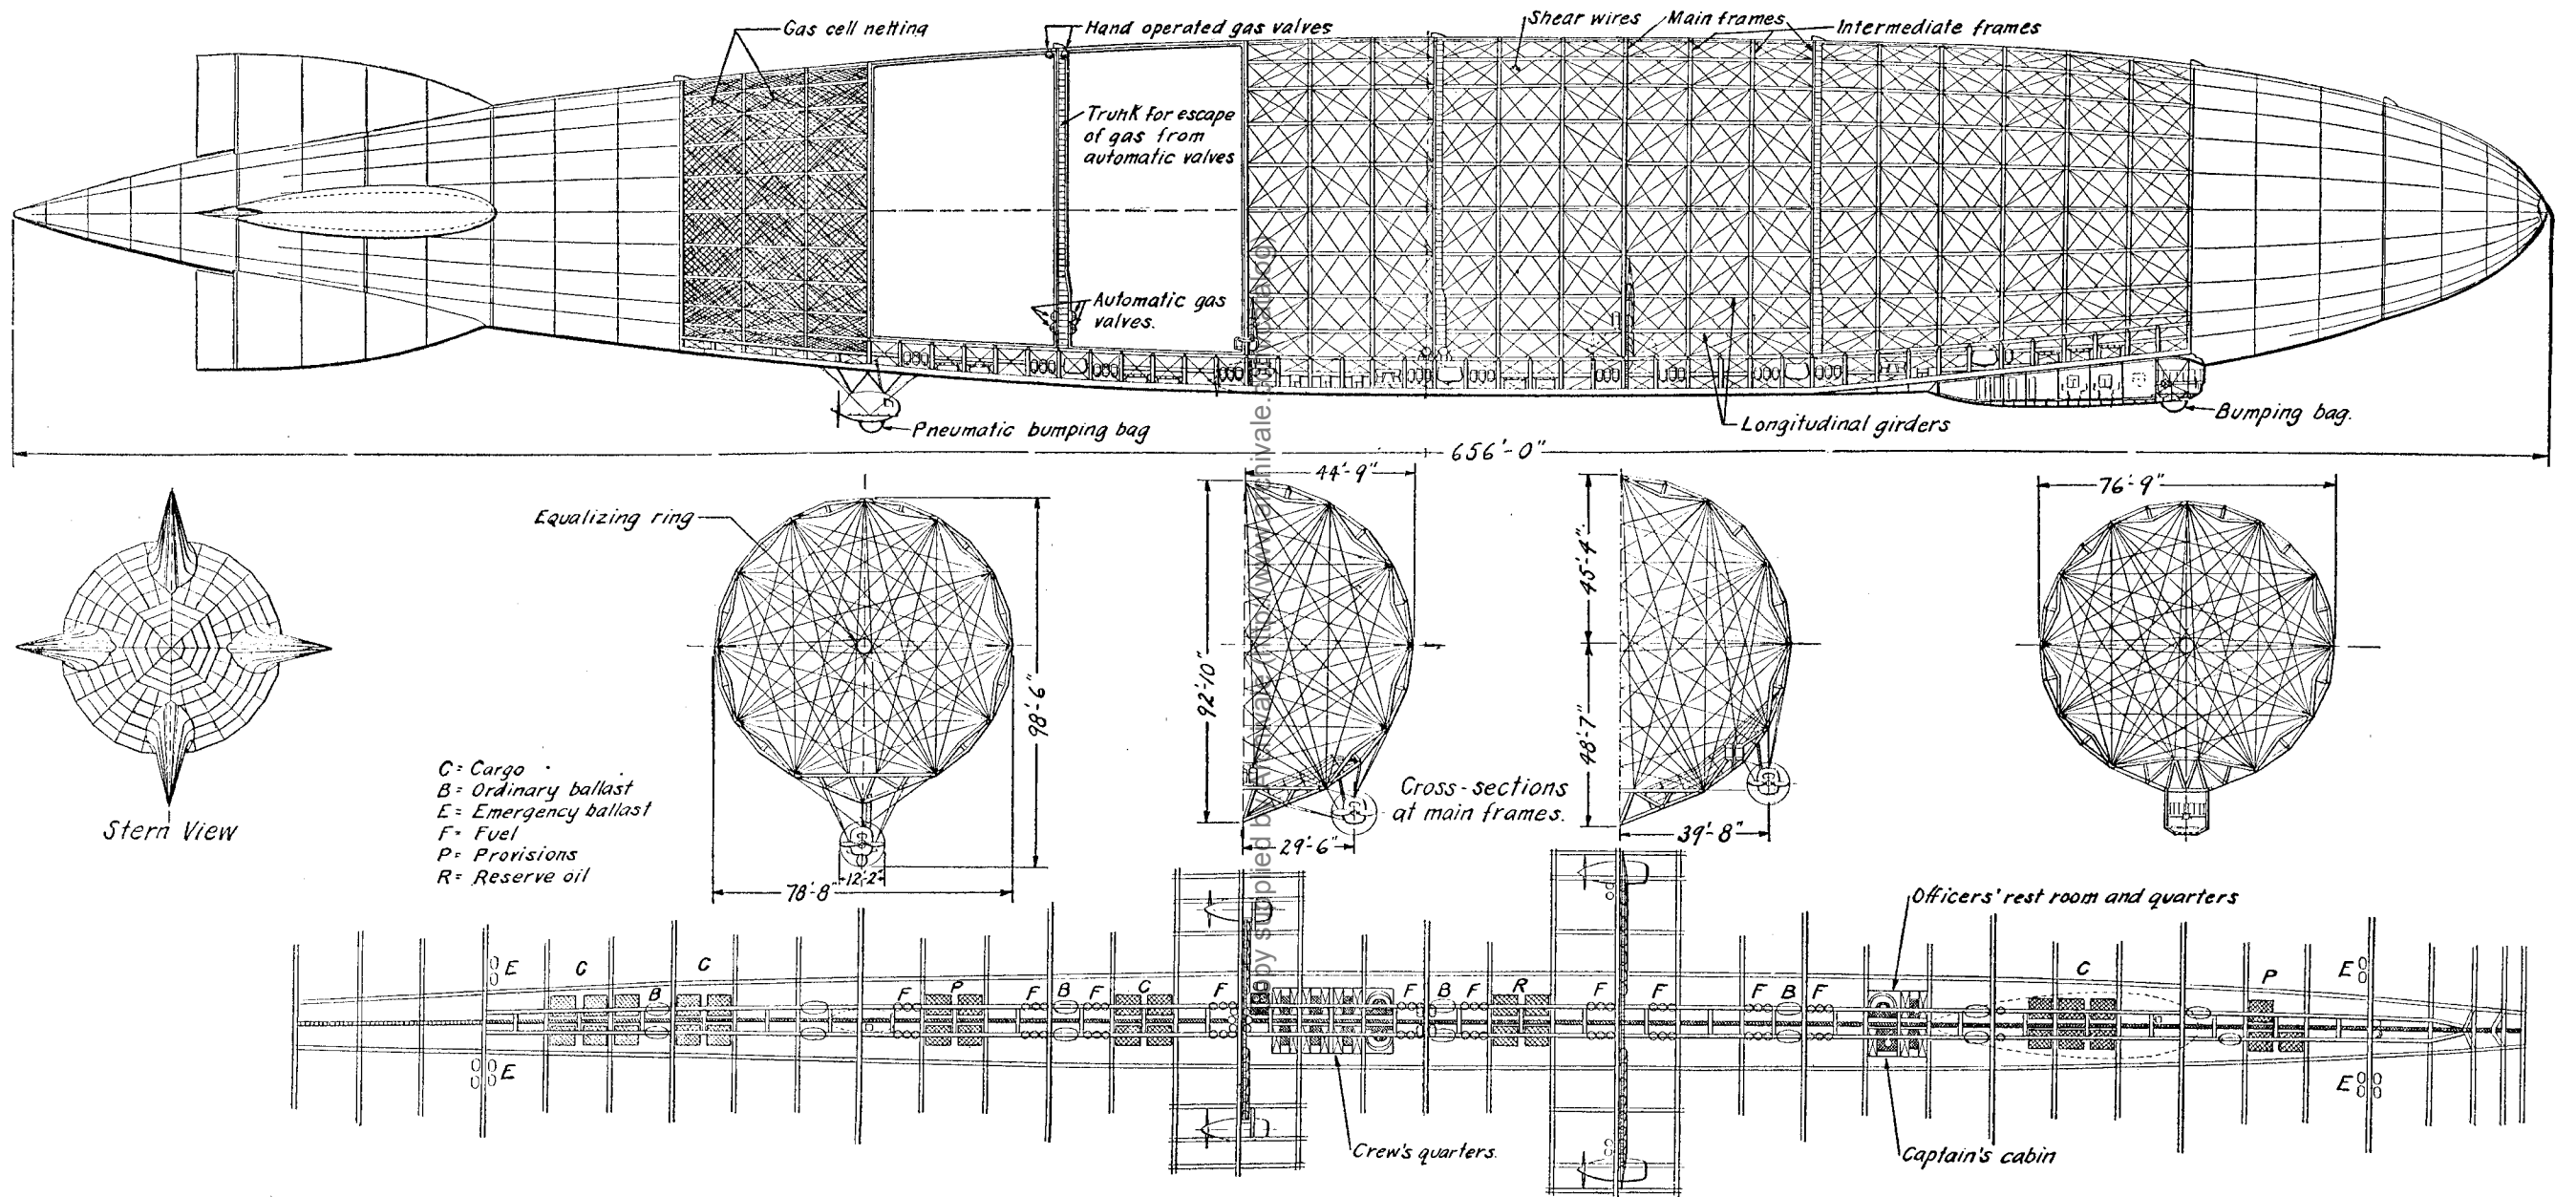 Gas cell netting
Hand operated gas valves
Shear wires
Main frames
Intermediate frames
Trunk for escape
of gas from
automatic valves
Automatic gas
valves.
Pneumatic bumping bag
Longitudinal girders
Bumping bag.
656'-0"
Equalizing ring
44'-9"
76'-9"
45'-4"
92'-10"
98'-6"
48'-7"
Stern View
C= Cargo
B= Ordinary ballast
E= Emergency ballast
F= Fuel
P= Provisions
R= Reserve oil
Cross-sections
at main frames.
29'-6"
39'-8"
12'-2"
78'-8"
Officers' rest room and quarters
E C C B F P F B F C F F B F R F F F B F C P E
E E
Crew's quarters.
Captain's cabin